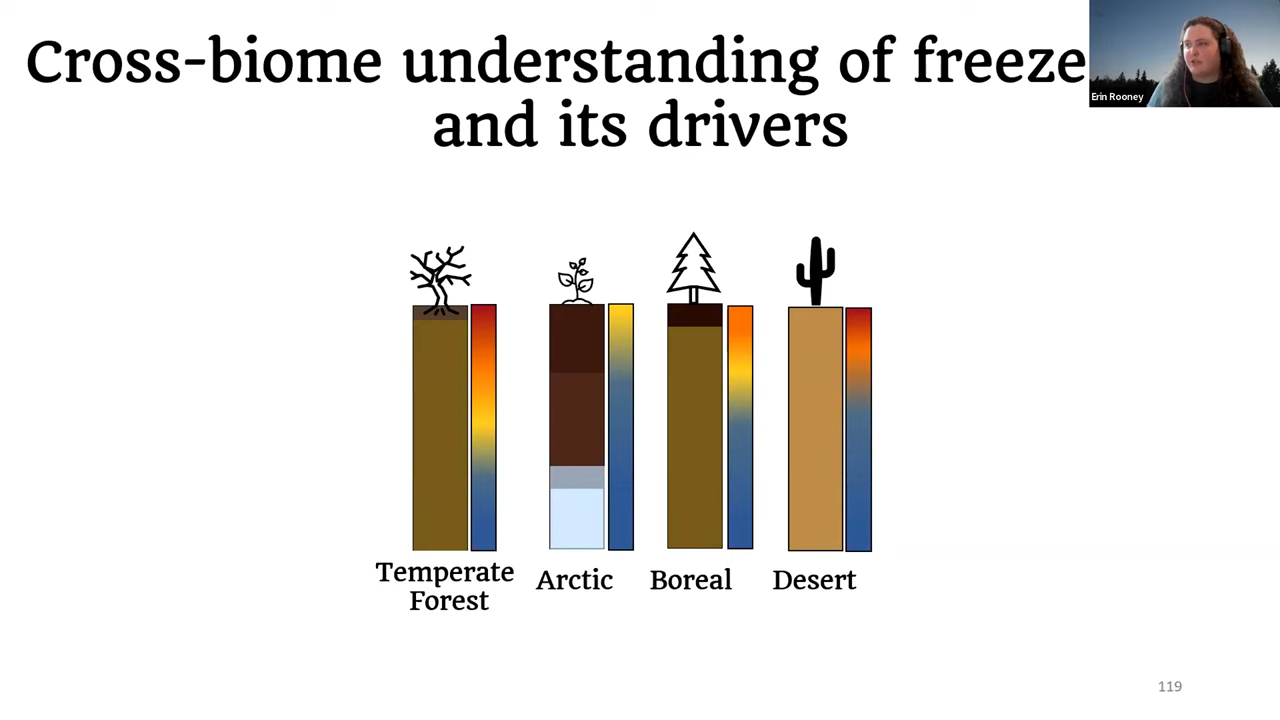 Cross-biome understanding of freeze
and its drivers
Erin Rooney
Temperate
Forest
Arctic
Boreal
Desert
119